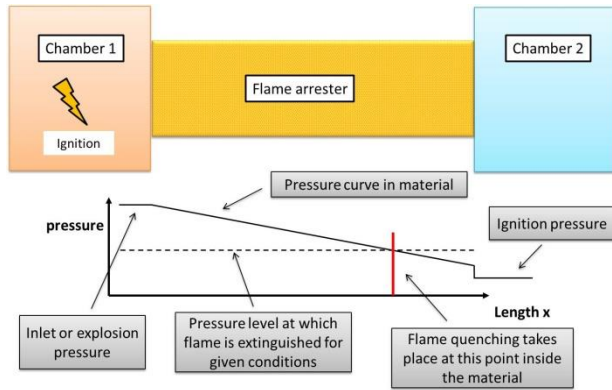 Chamber 1
Chamber 2
Flame arrester
Ignition
Pressure curve in material
pressure
Ignition pressure
Length x
Inlet or explosion
pressure
Pressure level at which
flame is extinguished for
given conditions
Flame quenching takes
place at this point inside
the material